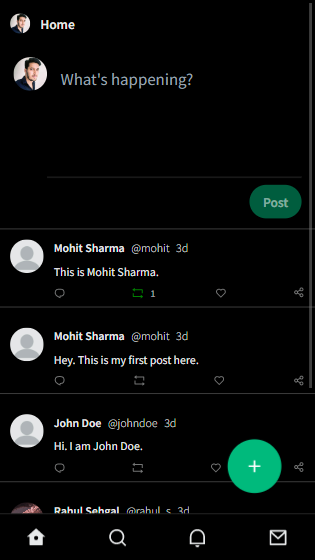 Home
What's happening?
Post
Mohit Sharma @mohit 3d
This is Mohit Sharma.
1
Mohit Sharma @mohit 3d
Hey. This is my first post here.
John Doe @johndoe 3d
Hi. I am John Doe.
Rahul Sehgal @rahul_s 3d